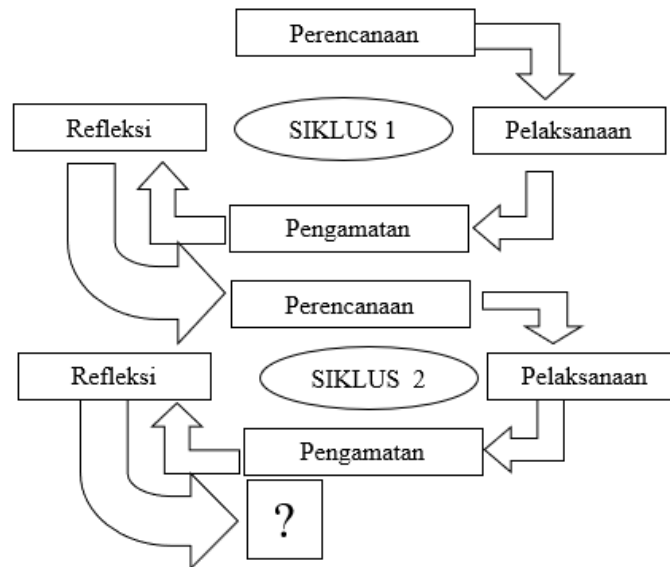 Perencanaan
Refleksi
SIKLUS 1
Pelaksanaan
Pengamatan
Perencanaan
Refleksi
SIKLUS 2
Pelaksanaan
Pengamatan
?